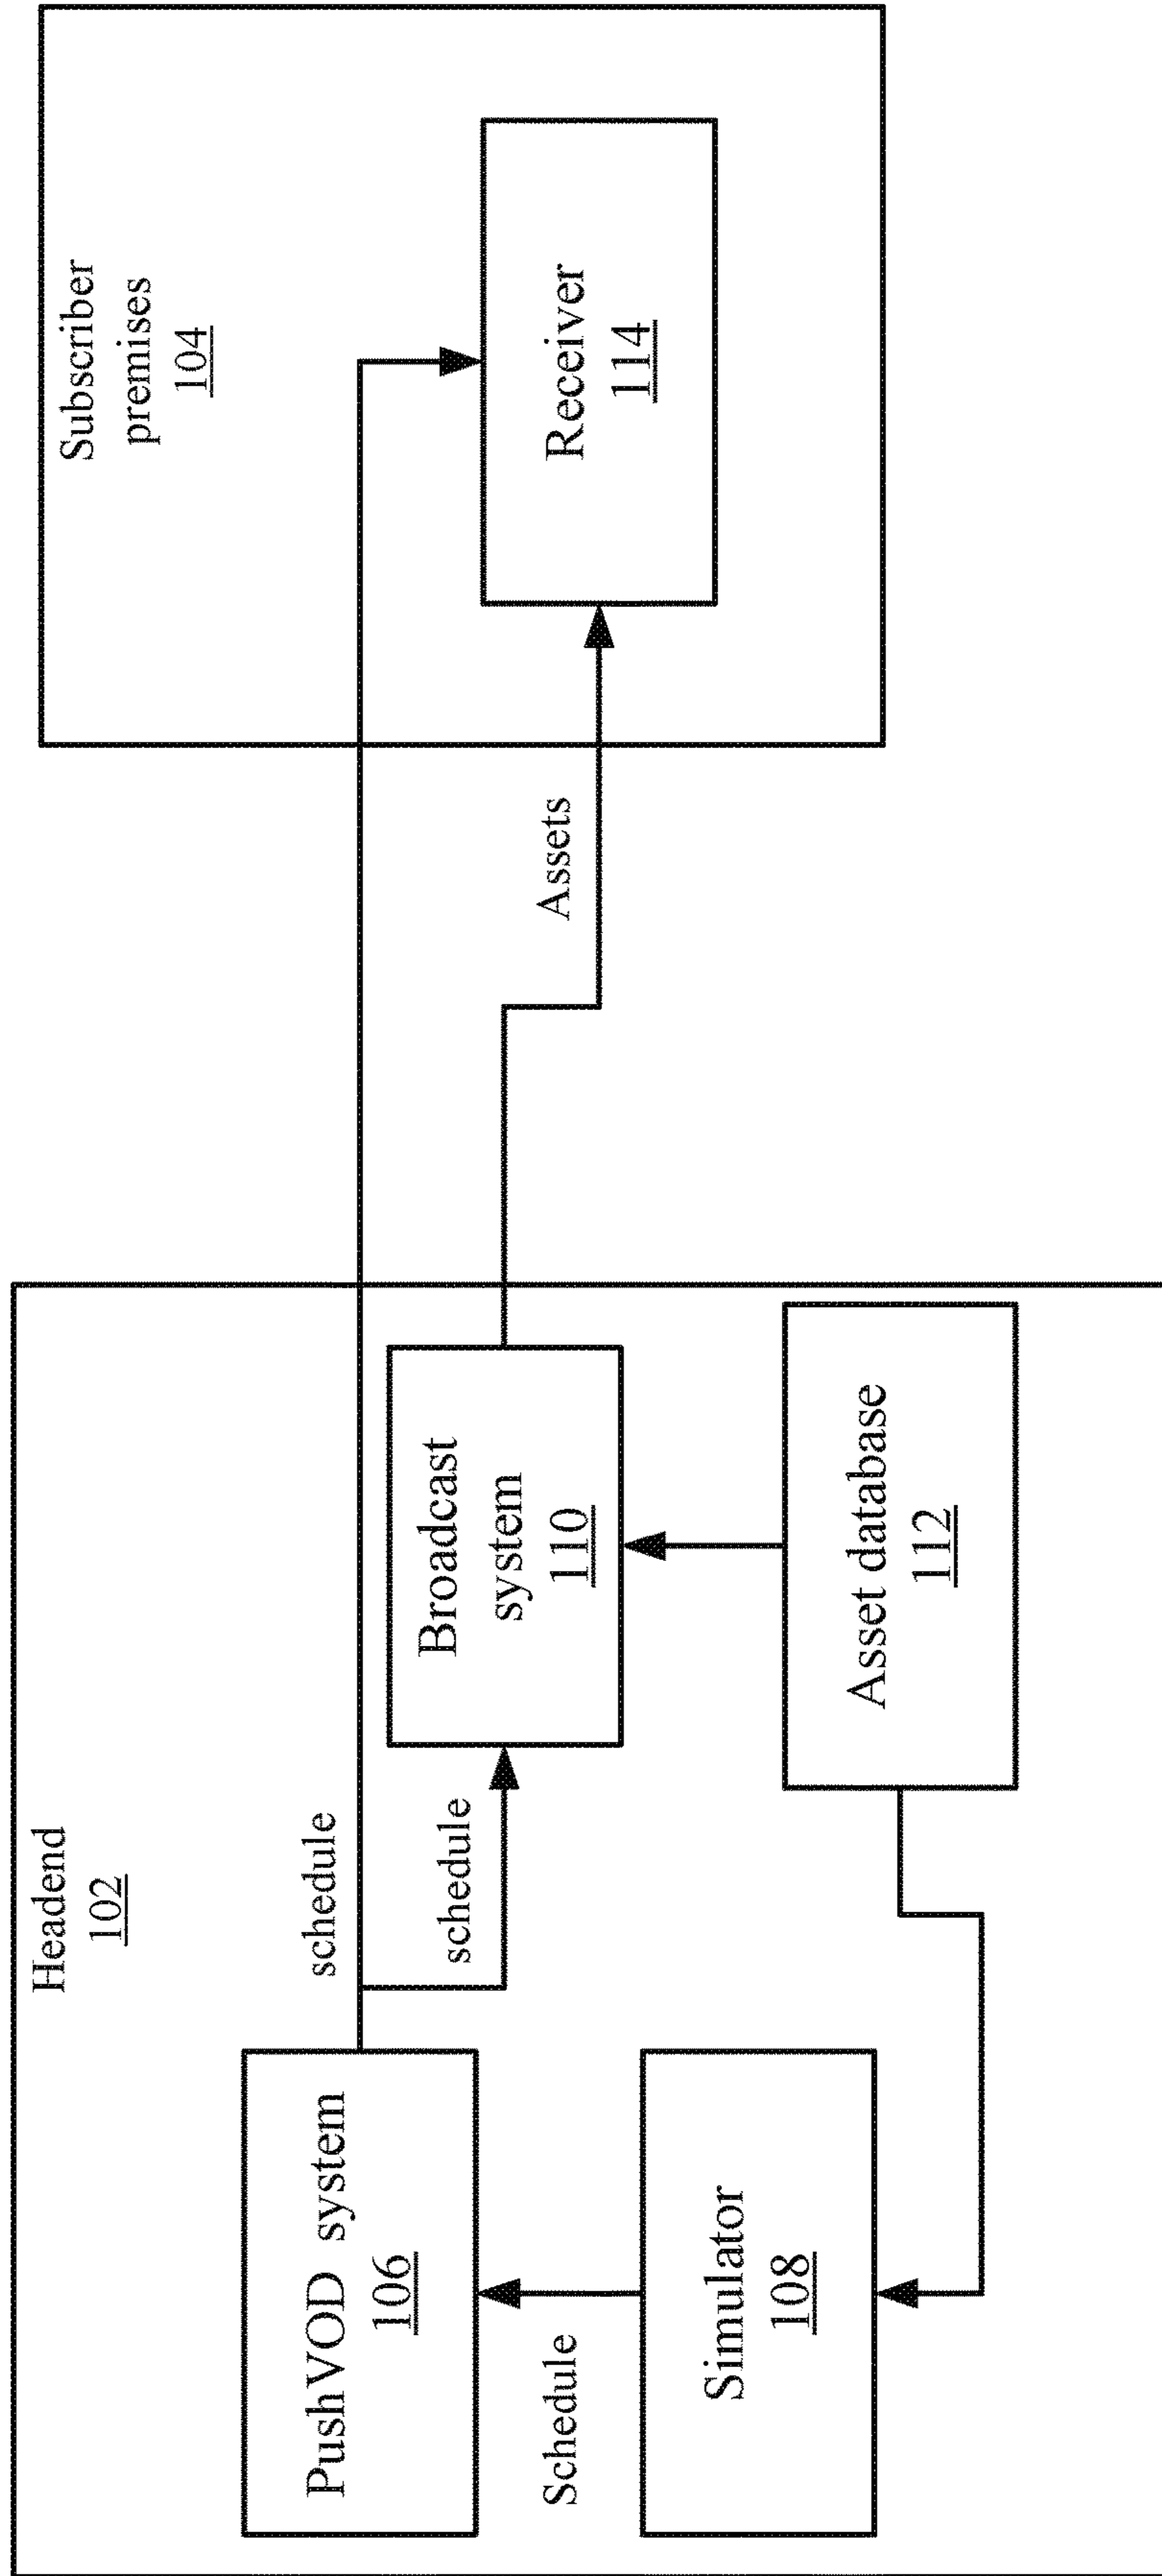 Headend
102
PushVOD system
106
schedule
schedule
Schedule
Simulator
108
Broadcast
system
110
Asset database
112
Assets
Subscriber
premises
104
Receiver
114